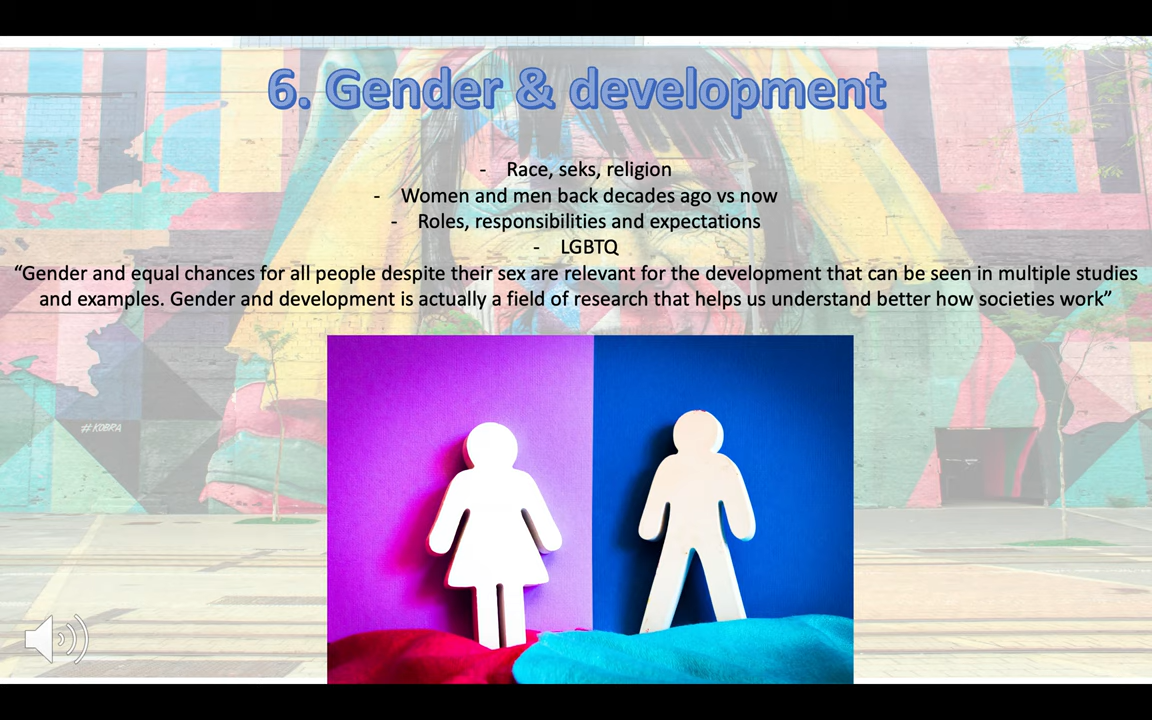 6. Gender & development
- Race, seks, religion
- Women and men back decades ago vs now
- Roles, responsibilities and expectations
- LGBTQ
“Gender and equal chances for all people despite their sex are relevant for the development that can be seen in multiple studies
and examples. Gender and development is actually a field of research that helps us understand better how societies work”
#KOBRA